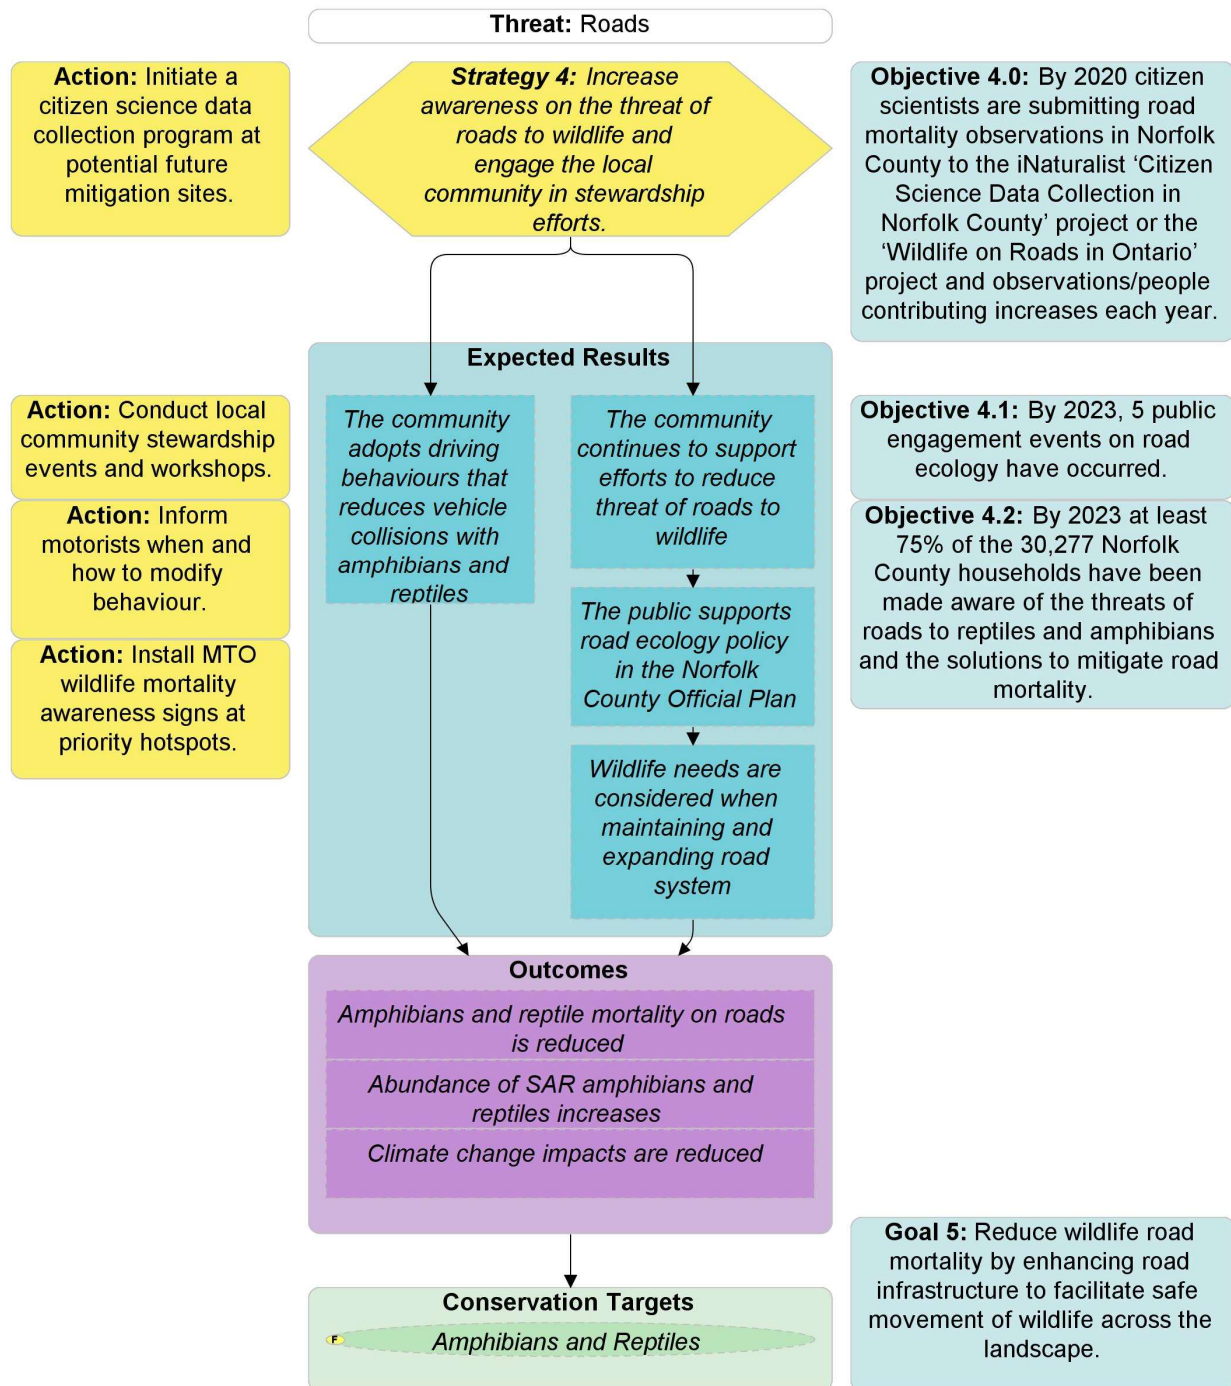 Threat: Roads
Action: Initiate a
citizen science data
collection program at
potential future
mitigation sites.
Strategy 4: Increase
awareness on the threat of
roads to wildlife and
engage the local
community in stewardship
efforts.
Objective 4.0: By 2020 citizen
scientists are submitting road
mortality observations in Norfolk
County to the iNaturalist ‘Citizen
Science Data Collection in
Norfolk County’ project or the
‘Wildlife on Roads in Ontario’
project and observations/people
contributing increases each year.
Expected Results
Action: Conduct local
community stewardship
events and workshops.
Action: Inform
motorists when and
how to modify
behaviour.
Action: Install MTO
wildlife mortality
awareness signs at
priority hotspots.
The community
adopts driving
behaviours that
reduces vehicle
collisions with
amphibians and
reptiles
The community
continues to support
efforts to reduce
threat of roads to
wildlife
The public supports
road ecology policy
in the Norfolk
County Official Plan
Wildlife needs are
considered when
maintaining and
expanding road
system
Objective 4.1: By 2023, 5 public
engagement events on road
ecology have occurred.
Objective 4.2: By 2023 at least
75% of the 30,277 Norfolk
County households have been
made aware of the threats of
roads to reptiles and amphibians
and the solutions to mitigate road
mortality.
Outcomes
Amphibians and reptile mortality on roads
is reduced
Abundance of SAR amphibians and
reptiles increases
Climate change impacts are reduced
Goal 5: Reduce wildlife road
mortality by enhancing road
infrastructure to facilitate safe
movement of wildlife across the
landscape.
Conservation Targets
F
Amphibians and Reptiles